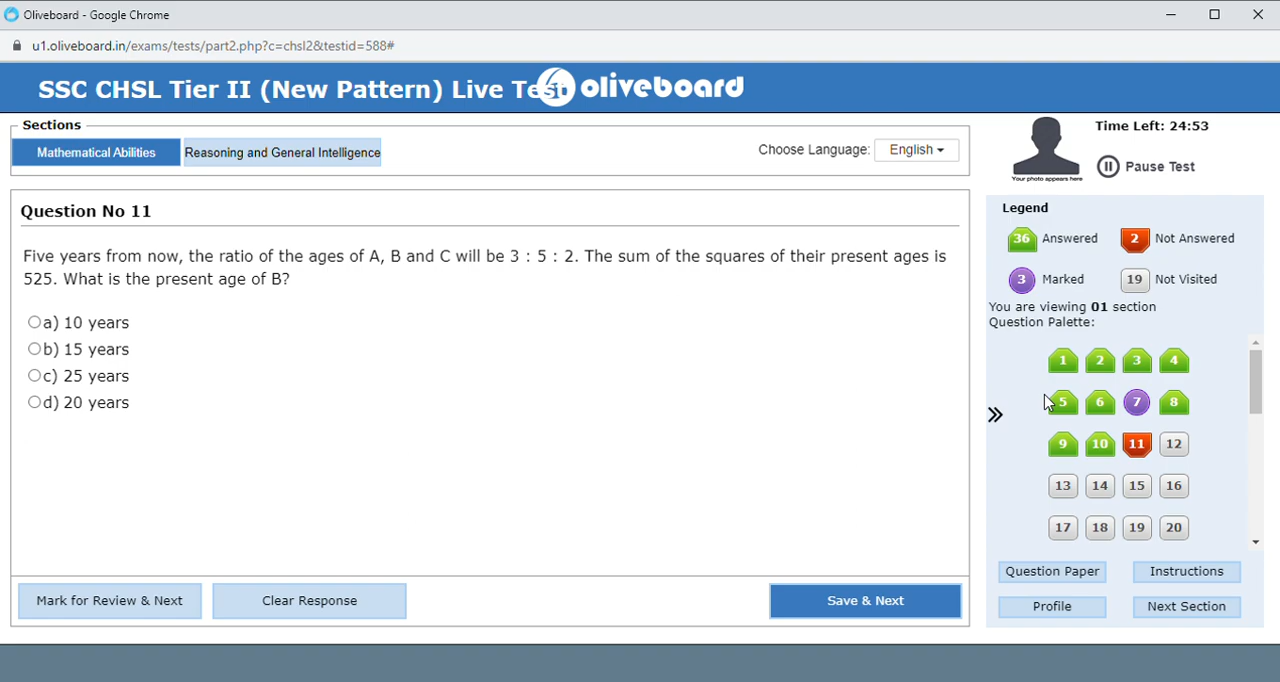 Oliveboard - Google Chrome
u1.oliveboard.in/exams/tests/part2.php?c=chsl2&testid=588#
SSC CHSL Tier II (New Pattern) Live Test oliveboard
Sections
Mathematical Abilities Reasoning and General Intelligence Choose Language: English
Time Left: 24:53
Pause Test
Your photo appears here
Question No 11
Five years from now, the ratio of the ages of A, B and C will be 3 : 5 : 2. The sum of the squares of their present ages is
525. What is the present age of B?
a) 10 years
b) 15 years
c) 25 years
d) 20 years
Mark for Review & Next Clear Response Save & Next
Legend
36 Answered 2 Not Answered
3 Marked 19 Not Visited
You are viewing 01 section
Question Palette:
1 2 3 4
5 6 7 8
9 10 11 12
13 14 15 16
17 18 19 20
Question Paper Instructions
Profile Next Section